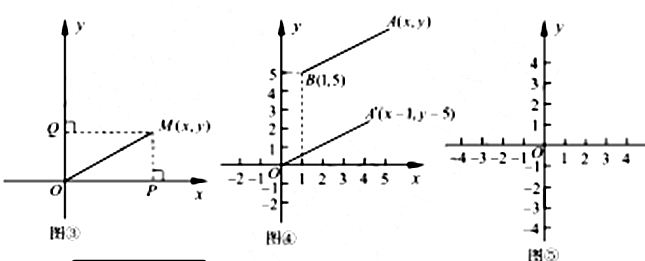 y
Q
M(x,y)
O
P
x
图③
y
A(x,y)
5
B(1,5)
4
3
2
A'(x-1,y-5)
1
O
-2 -1 1 2 3 4 5 x
-1
-2
图④
y
4
3
2
1
-4 -3 -2 -1 O 1 2 3 4
-1
-2
-3
-4
图⑤